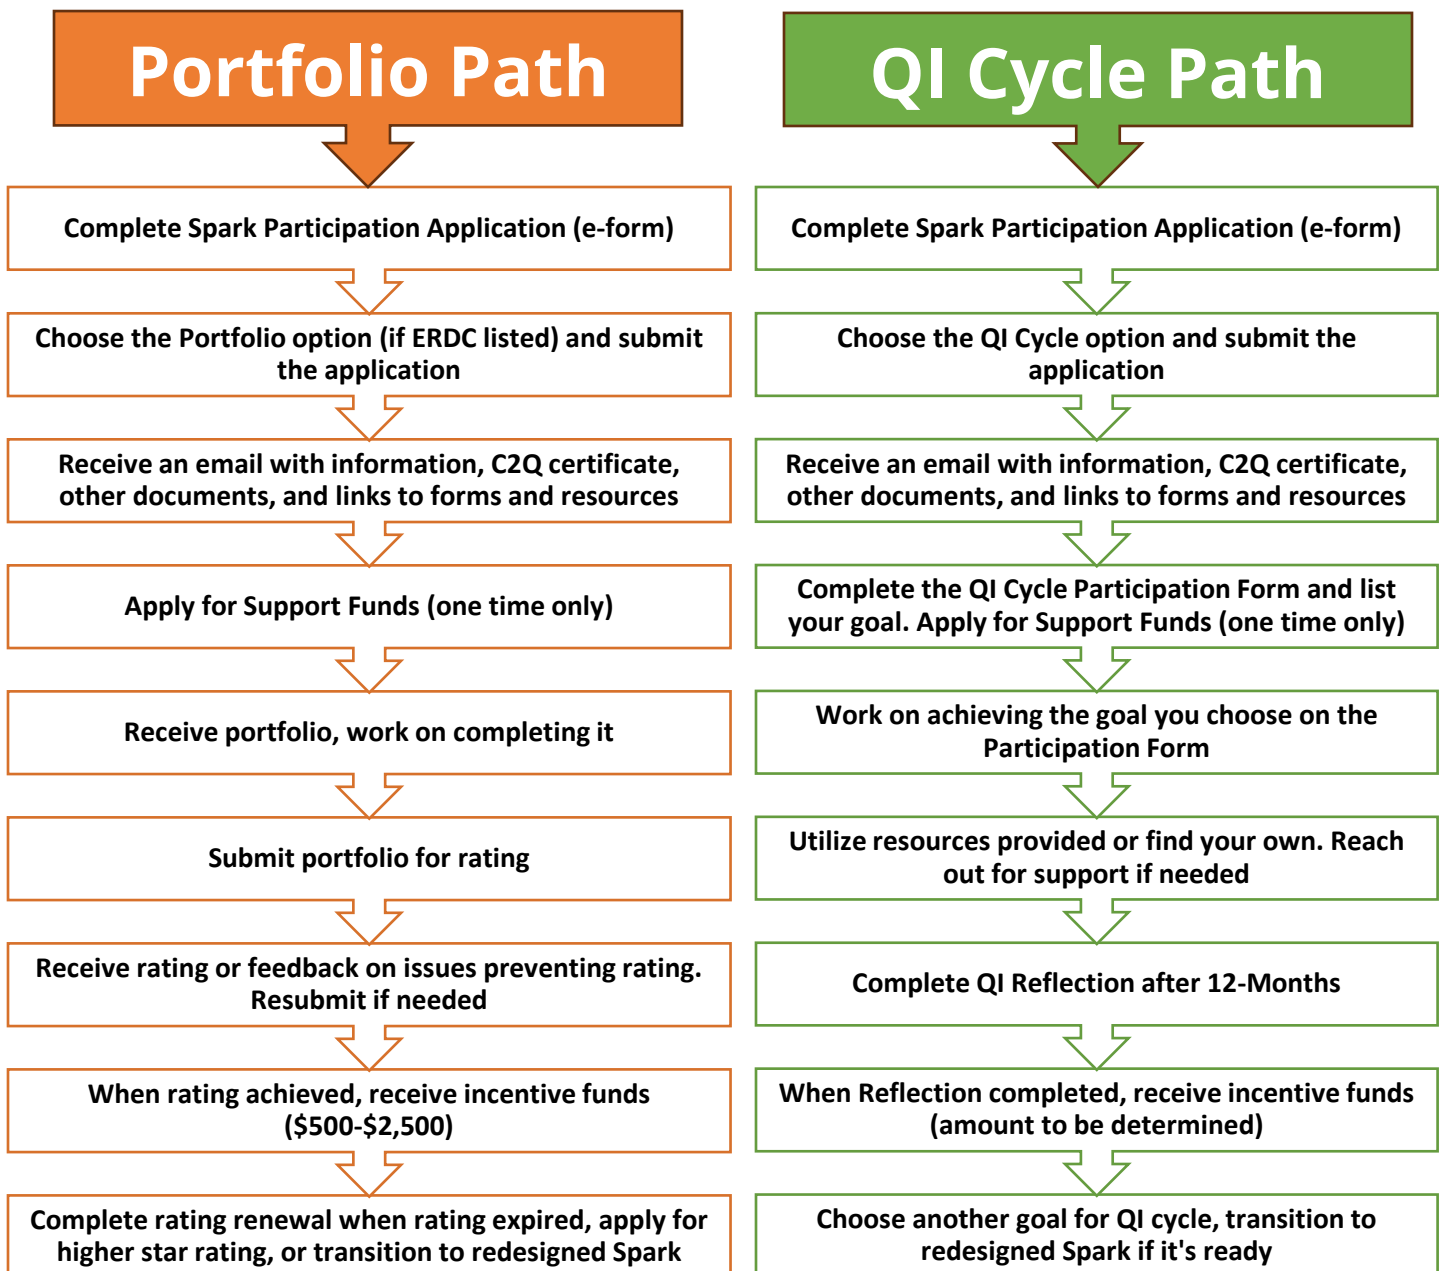 Portfolio Path
Complete Spark Participation Application (e-form)
Choose the Portfolio option (if ERDC listed) and submit
the application
Receive an email with information, C2Q certificate,
other documents, and links to forms and resources
Apply for Support Funds (one time only)
Receive portfolio, work on completing it
Submit portfolio for rating
Receive rating or feedback on issues preventing rating.
Resubmit if needed
When rating achieved, receive incentive funds
($500-$2,500)
Complete rating renewal when rating expired, apply for
higher star rating, or transition to redesigned Spark
QI Cycle Path
Complete Spark Participation Application (e-form)
Choose the QI Cycle option and submit the
application
Receive an email with information, C2Q certificate,
other documents, and links to forms and resources
Complete the QI Cycle Participation Form and list
your goal. Apply for Support Funds (one time only)
Work on achieving the goal you choose on the
Participation Form
Utilize resources provided or find your own. Reach
out for support if needed
Complete QI Reflection after 12-Months
When Reflection completed, receive incentive funds
(amount to be determined)
Choose another goal for QI cycle, transition to
redesigned Spark if it's ready